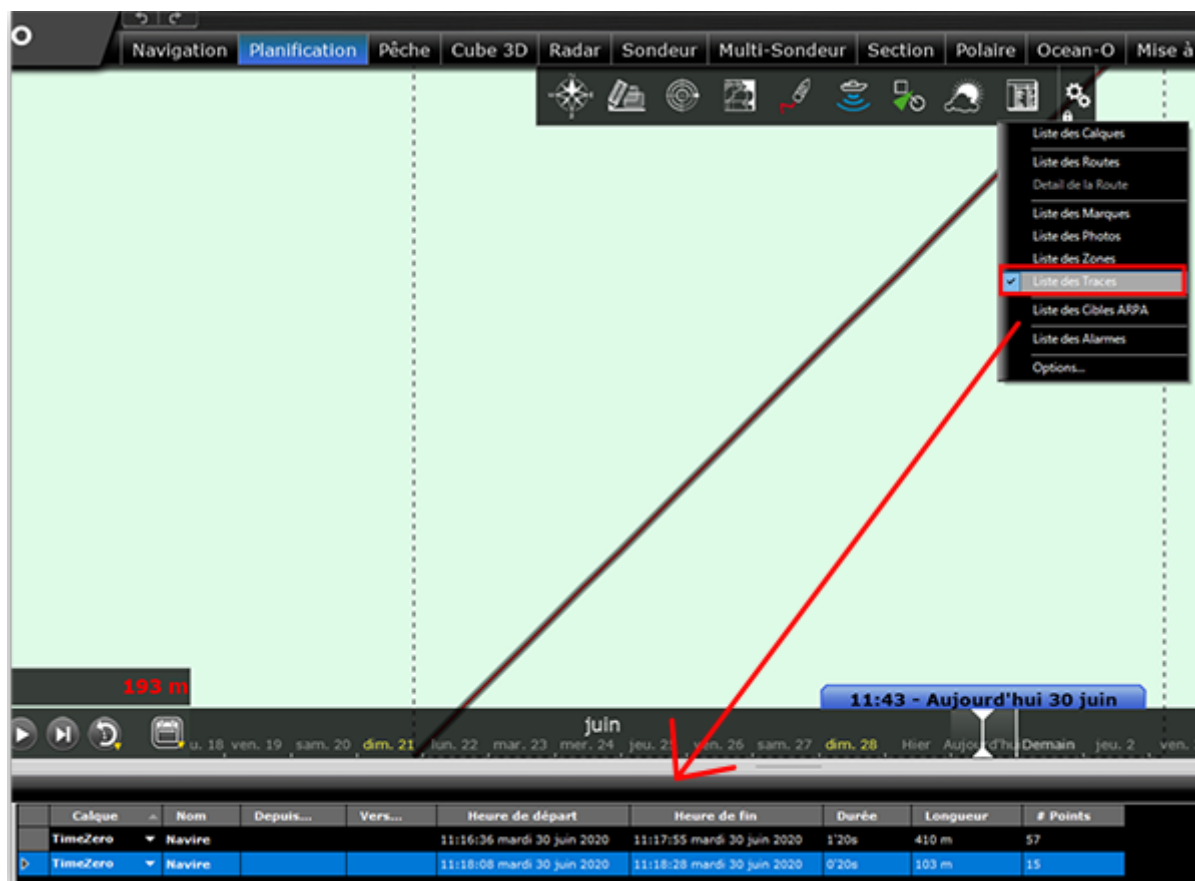 O
Navigation Planification Pêche Cube 3D Radar Sondeur Multi-Sondeur Section Polaire Ocean-O Mise à
Liste des Calques
Liste des Routes
Detail de la Route
Liste des Marques
Liste des Photos
Liste des Zones
Liste des Traces
Liste des Cibles ARPA
Liste des Alarmes
Options...
193 m
11:43 - Aujourd'hui 30 juin
juin
u. 18 ven. 19 sam. 20 dim. 21 lun. 22 mar. 23 mer. 24 jeu. 25 ven. 26 sam. 27 dim. 28 Hier Aujourd'hui Demain jeu. 2 ven.
Calque Nom Depuis... Vers... Heure de départ Heure de fin Durée Longueur # Points
TimeZero Navire 11:16:36 mardi 30 juin 2020 11:17:55 mardi 30 juin 2020 1'20s 410 m 57
TimeZero Navire 11:18:08 mardi 30 juin 2020 11:18:28 mardi 30 juin 2020 0'20s 103 m 15